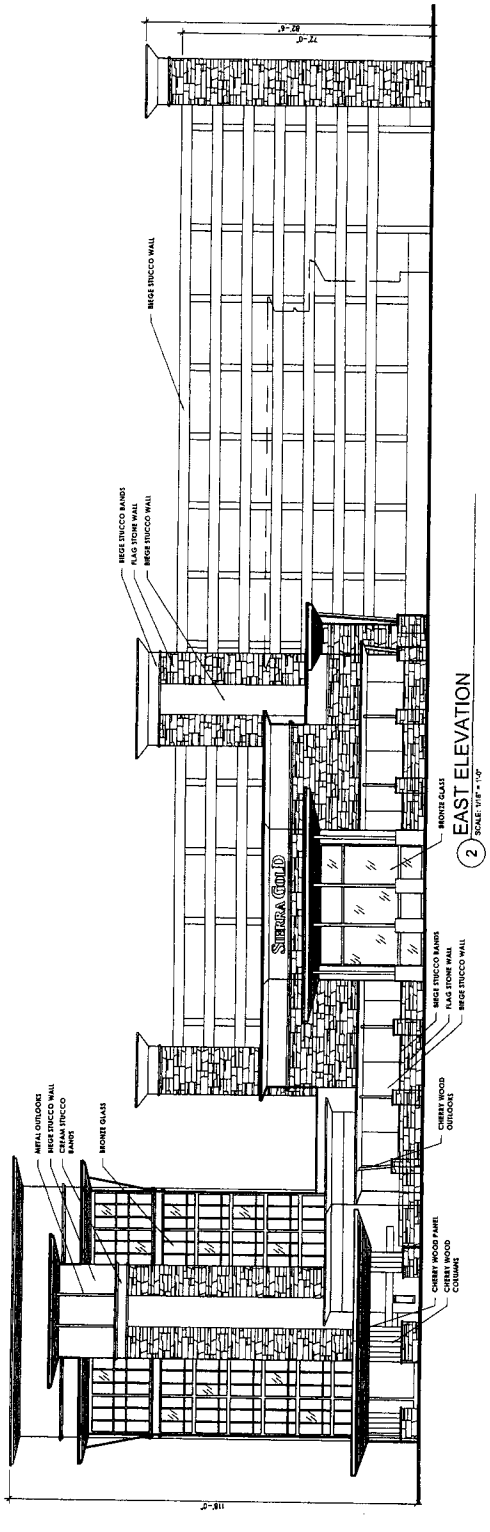 118'-0"
METAL OUTLOOKS
BIEGE STUCCO WALL
CREAM STUCCO
BANDS
BRONZE GLASS
BIEGE STUCCO BANDS
FLAG STONE WALL
BIEGE STUCCO WALL
BIEGE STUCCO WALL
82'-6"
72'-0"
SIERRA GOLD
CHERRY WOOD PANEL
CHERRY WOOD
COLUMNS
CHERRY WOOD
OUTLOOKS
BIEGE STUCCO BANDS
FLAG STONE WALL
BIEGE STUCCO WALL
BRONZE GLASS
2
EAST ELEVATION
SCALE: 1/16" = 1'-0"